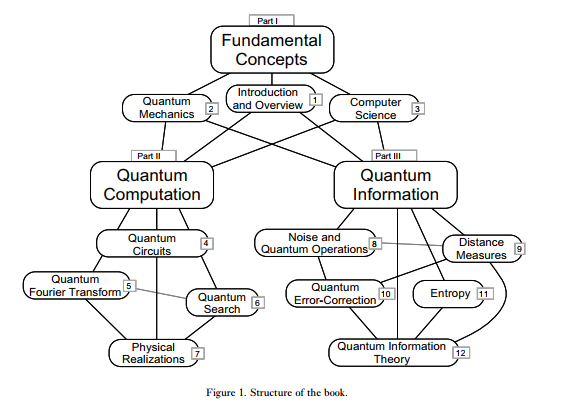 Part I
Fundamental
Concepts
Quantum
Mechanics
2
Introduction
and Overview
1
Computer
Science
3
Part II
Quantum
Computation
Part III
Quantum
Information
Quantum
Circuits
4
Noise and
Quantum Operations
8
Distance
Measures
9
Quantum
Fourier Transform
5
Quantum
Search
6
Quantum
Error-Correction
10
Entropy
11
Physical
Realizations
7
Quantum Information
Theory
12
Figure 1. Structure of the book.